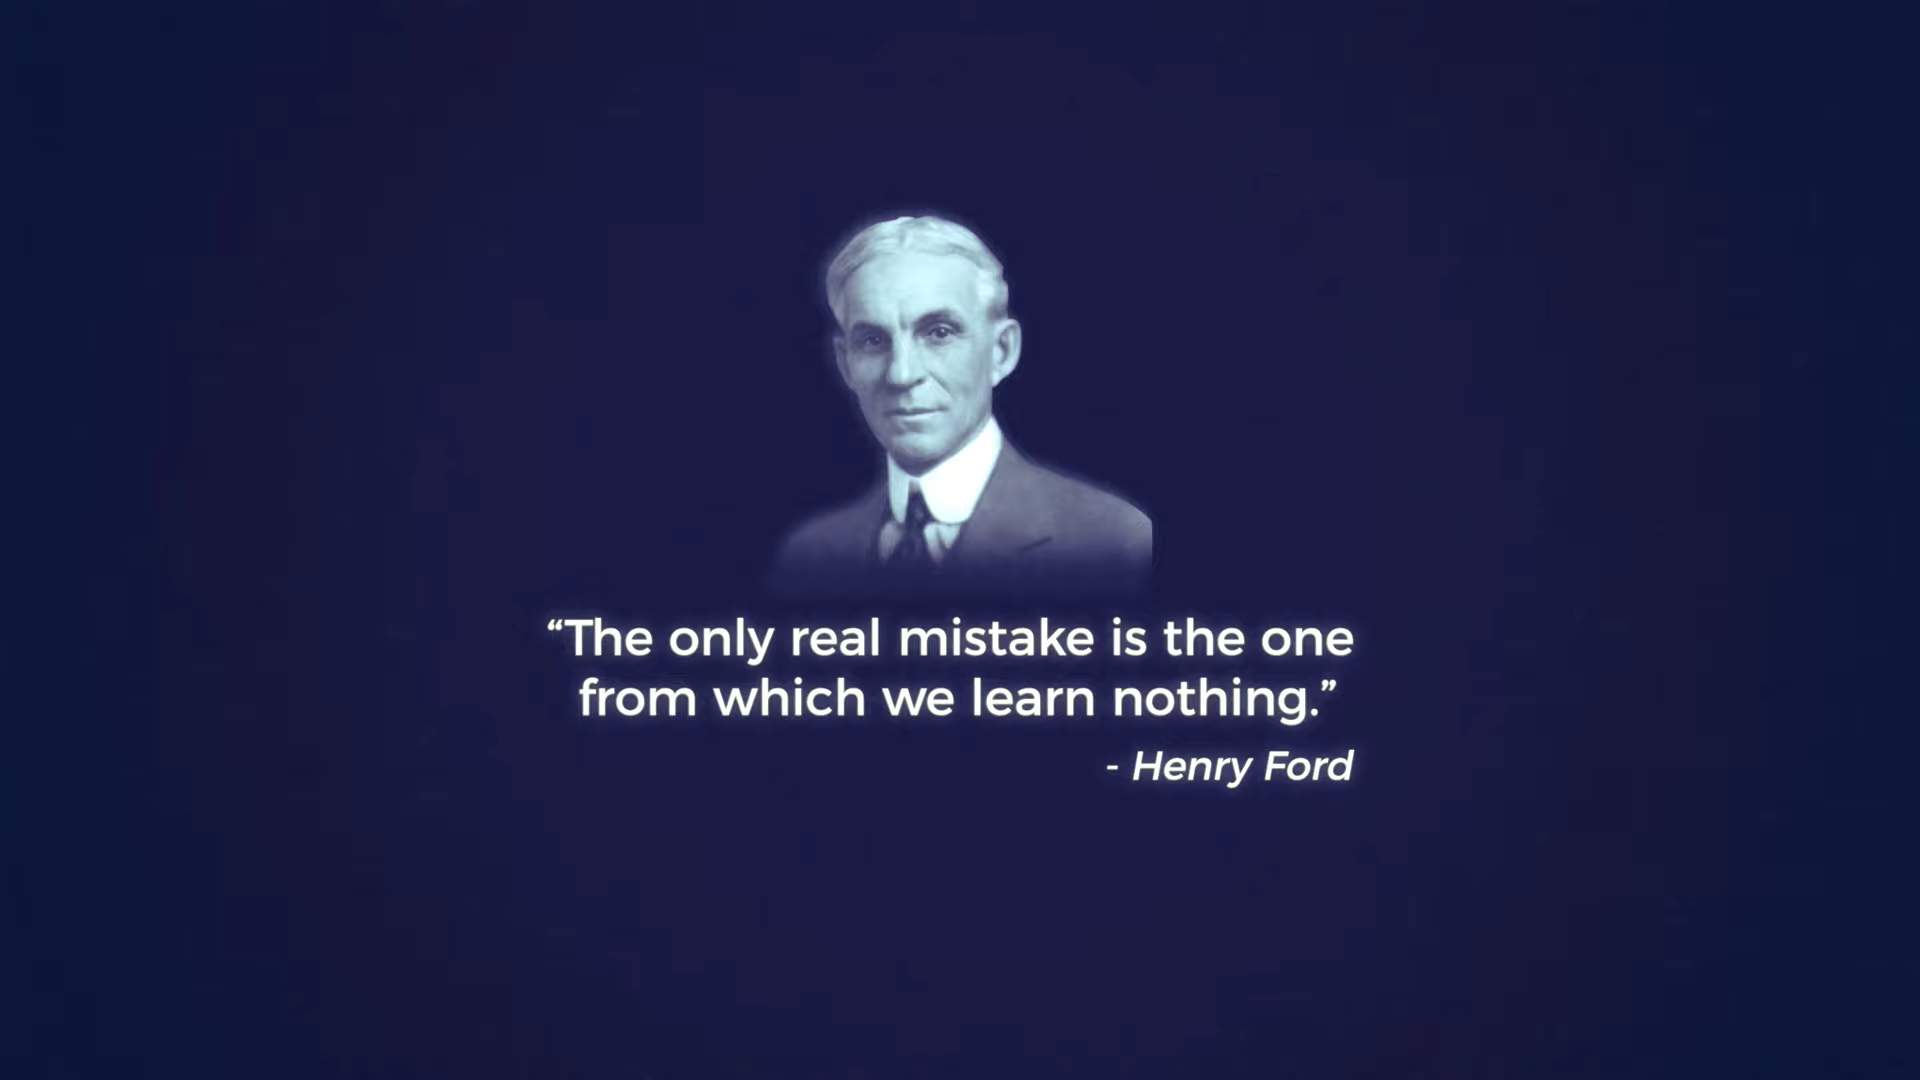 “The only real mistake is the one
from which we learn nothing.”
- Henry Ford